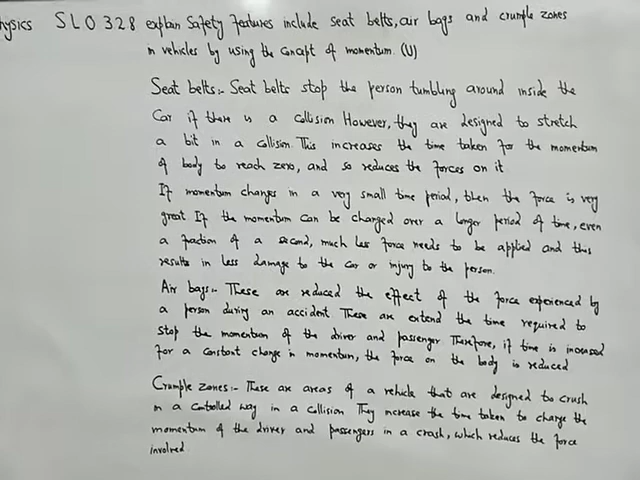 hysics SLO 3 2 8 explain Safety Features include seat belts, air bags and crumple zones
in vehicles by using the concept of momentum. (U)
Seat belts:- Seat belts stop the person tumbling around inside the
Car if there is a collision However, they are designed to stretch
a bit in a collision. This increases the time taken for the momentum
of body to reach zero, and so reduces the forces on it
If momentum changes in a very small time period, then the force is very
great If the momentum can be changed over a longer period of time, even
a fraction of a second, much less force needs to be applied and this
results in less damage to the car or injury to the person.
Air bags:- These are reduced the effect of the force experienced by
a person during an accident These are extend the time required to
stop the momentum of the driver and passenger Therefore, if time is increased
for a constant change in momentum, the force on the body is reduced
Crumple zones:- These are areas of a vehicle that are designed to crush
in a controlled way in a collision They increase the time taken to change the
momentum of the driver and passengers in a crash, which reduces the force
involved.